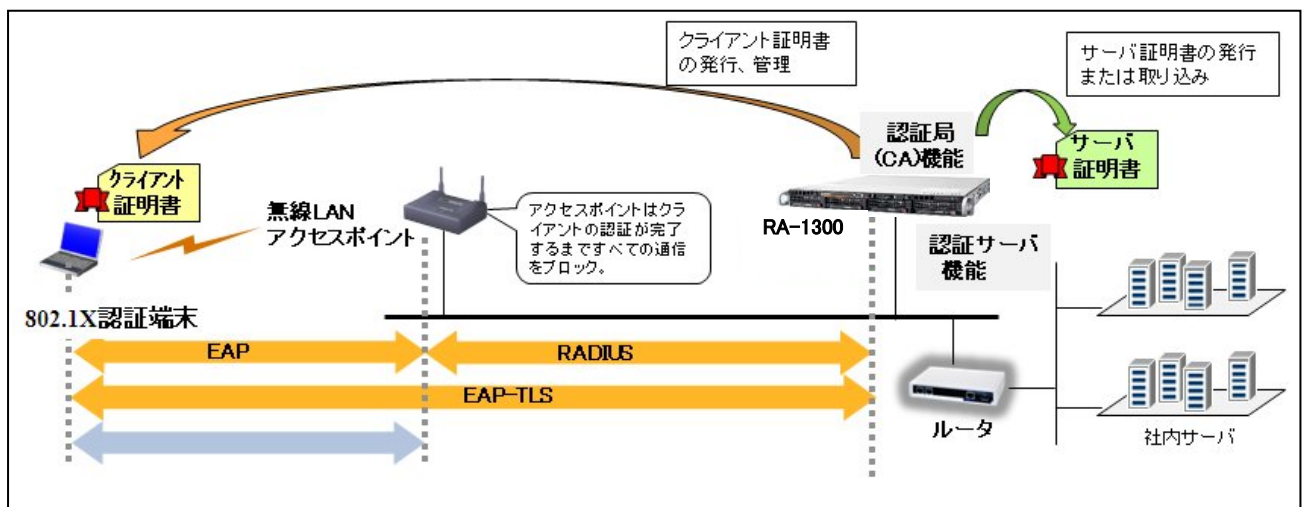 クライアント証明書
の発行、管理
サーバ証明書の発行
または取り込み
認証局
(CA)機能
サーバ
証明書
クライアント
証明書
無線LAN
アクセスポイント
アクセスポイントはクラ
イアントの認証が完了
するまですべての通信
をブロック。
RA-1300
認証サーバ
機能
802.1X認証端末
EAP
RADIUS
EAP-TLS
ルータ
社内サーバ